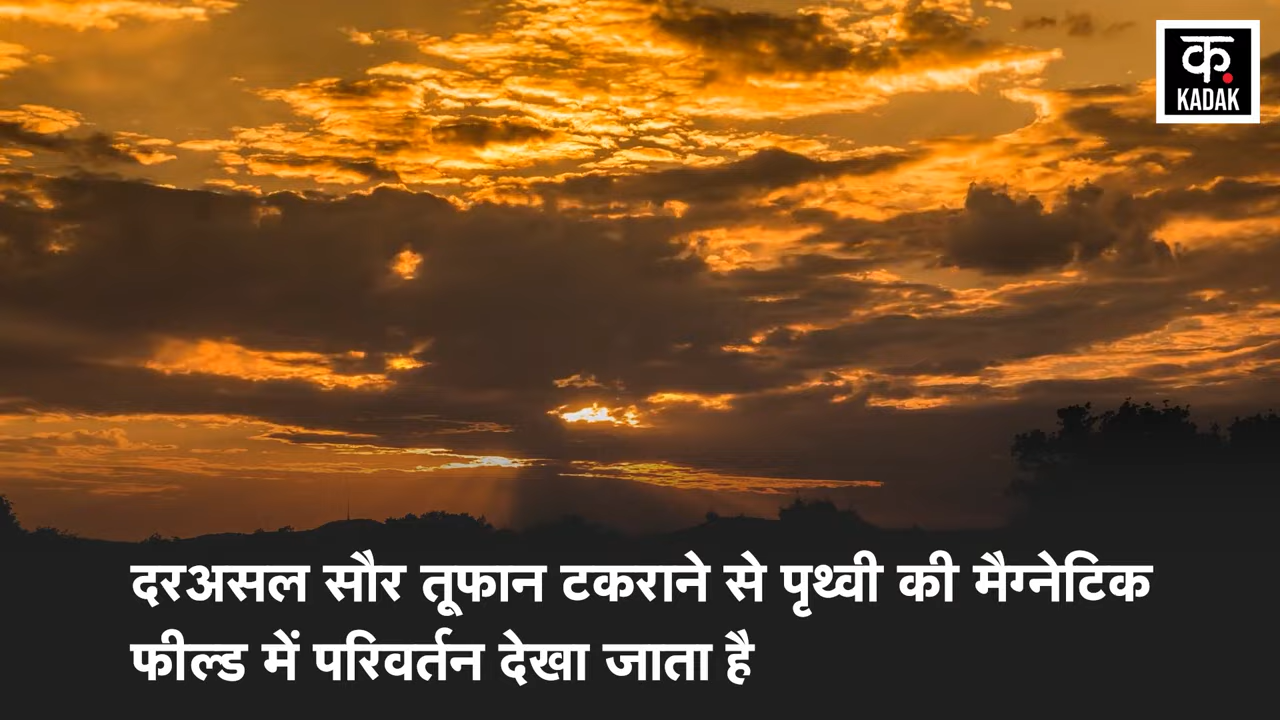 क.
KADAK
दरअसल सौर तूफान टकराने से पृथ्वी की मैग्नेटिक
फील्ड में परिवर्तन देखा जाता है